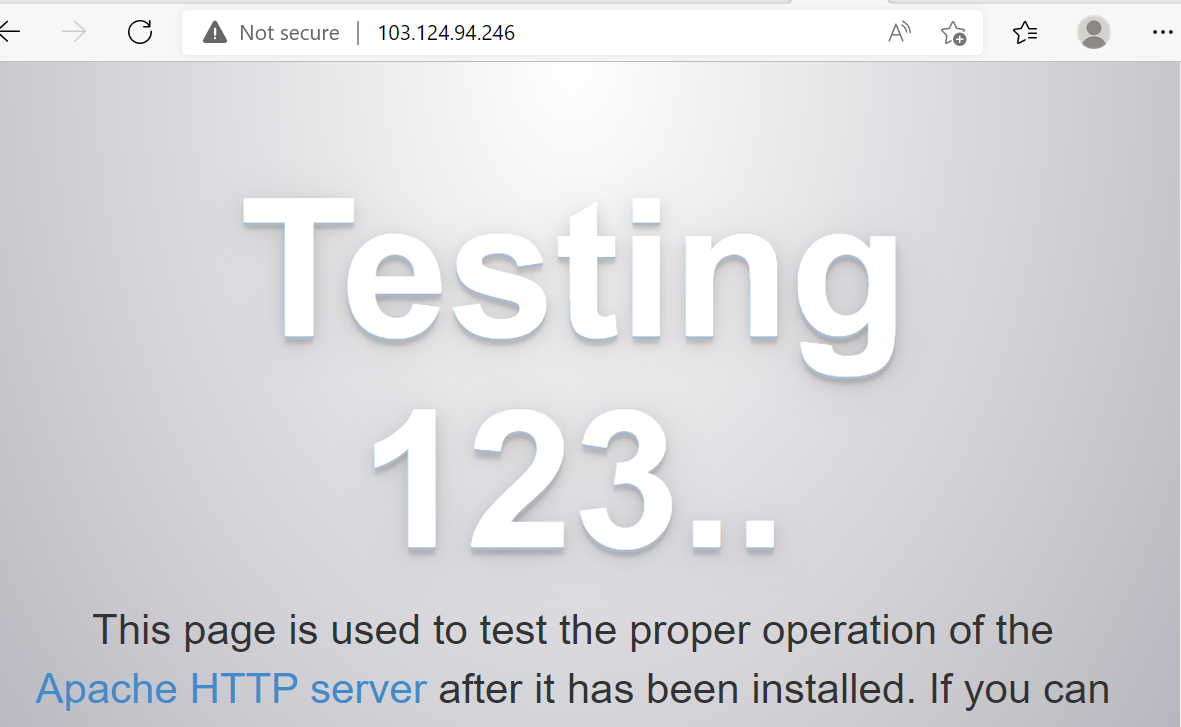 Not secure | 103.124.94.246
Testing
123..
This page is used to test the proper operation of the
Apache HTTP server after it has been installed. If you can